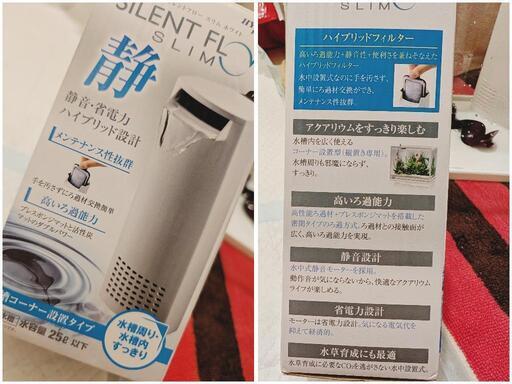 SILENT FLOW
SLIM
静
静音・省電力
ハイブリッド設計
メンテナンス性抜群
手を汚さずにろ過材交換簡単
高いろ過能力
プレスポンジマットと活性炭
マットのダブルパワー。
コーナー設置タイプ
水容量 25ℓ 以下
水槽周り・
水槽内
すっきり
SLIM
ハイブリッドフィルター
高いろ過能力・静音性・便利さを兼ねそなえた
ハイブリッドフィルター
水中設置式なのに手を汚さず、
簡単にろ過材交換ができ、
メンテナンス性抜群。
アクアリウムをすっきり楽しむ
水槽内を広く使える
コーナー設置型(縦置き専用)。
水槽周りも邪魔にならず、
すっきり。
高いろ過能力
高性能ろ過材・プレスポンジマットを搭載した
密閉タイプのろ過方式。ろ過材との接触面が
広く、高いろ過能力を実現。
静音設計
水中式静音モーターを採用。
動作音が気にならないから、快適なアクアリウム
ライフが楽しめる。
省電力設計
モーターは省電力設計。気になる電気代を
抑えて経済的。
水草育成にも最適
水草育成に必要なCO₂を逃がさない水中設置式。